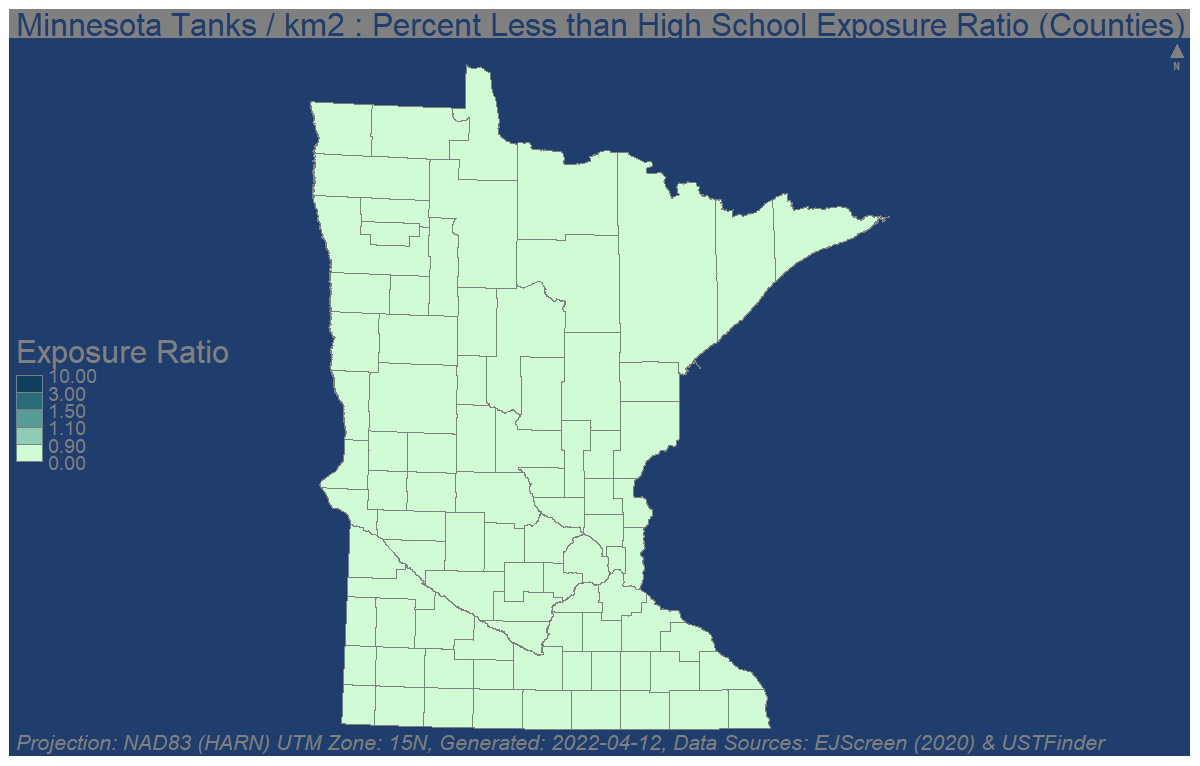 Minnesota Tanks / km2 : Percent Less than High School Exposure Ratio (Counties)
N
Exposure Ratio
10.00
3.00
1.50
1.10
0.90
0.00
Projection: NAD83 (HARN) UTM Zone: 15N, Generated: 2022-04-12, Data Sources: EJScreen (2020) & USTFinder